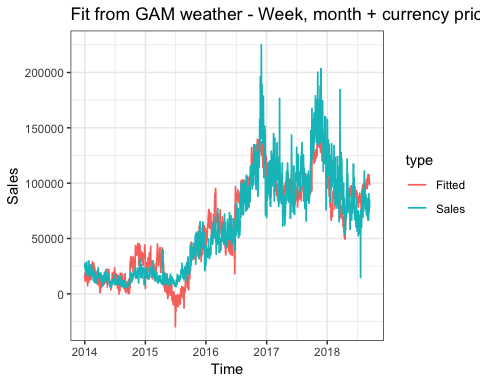 Fit from GAM weather - Week, month + currency pric
200000
150000
100000
50000
0
Sales
2014 2015 2016 2017 2018
Time
type
Fitted
Sales